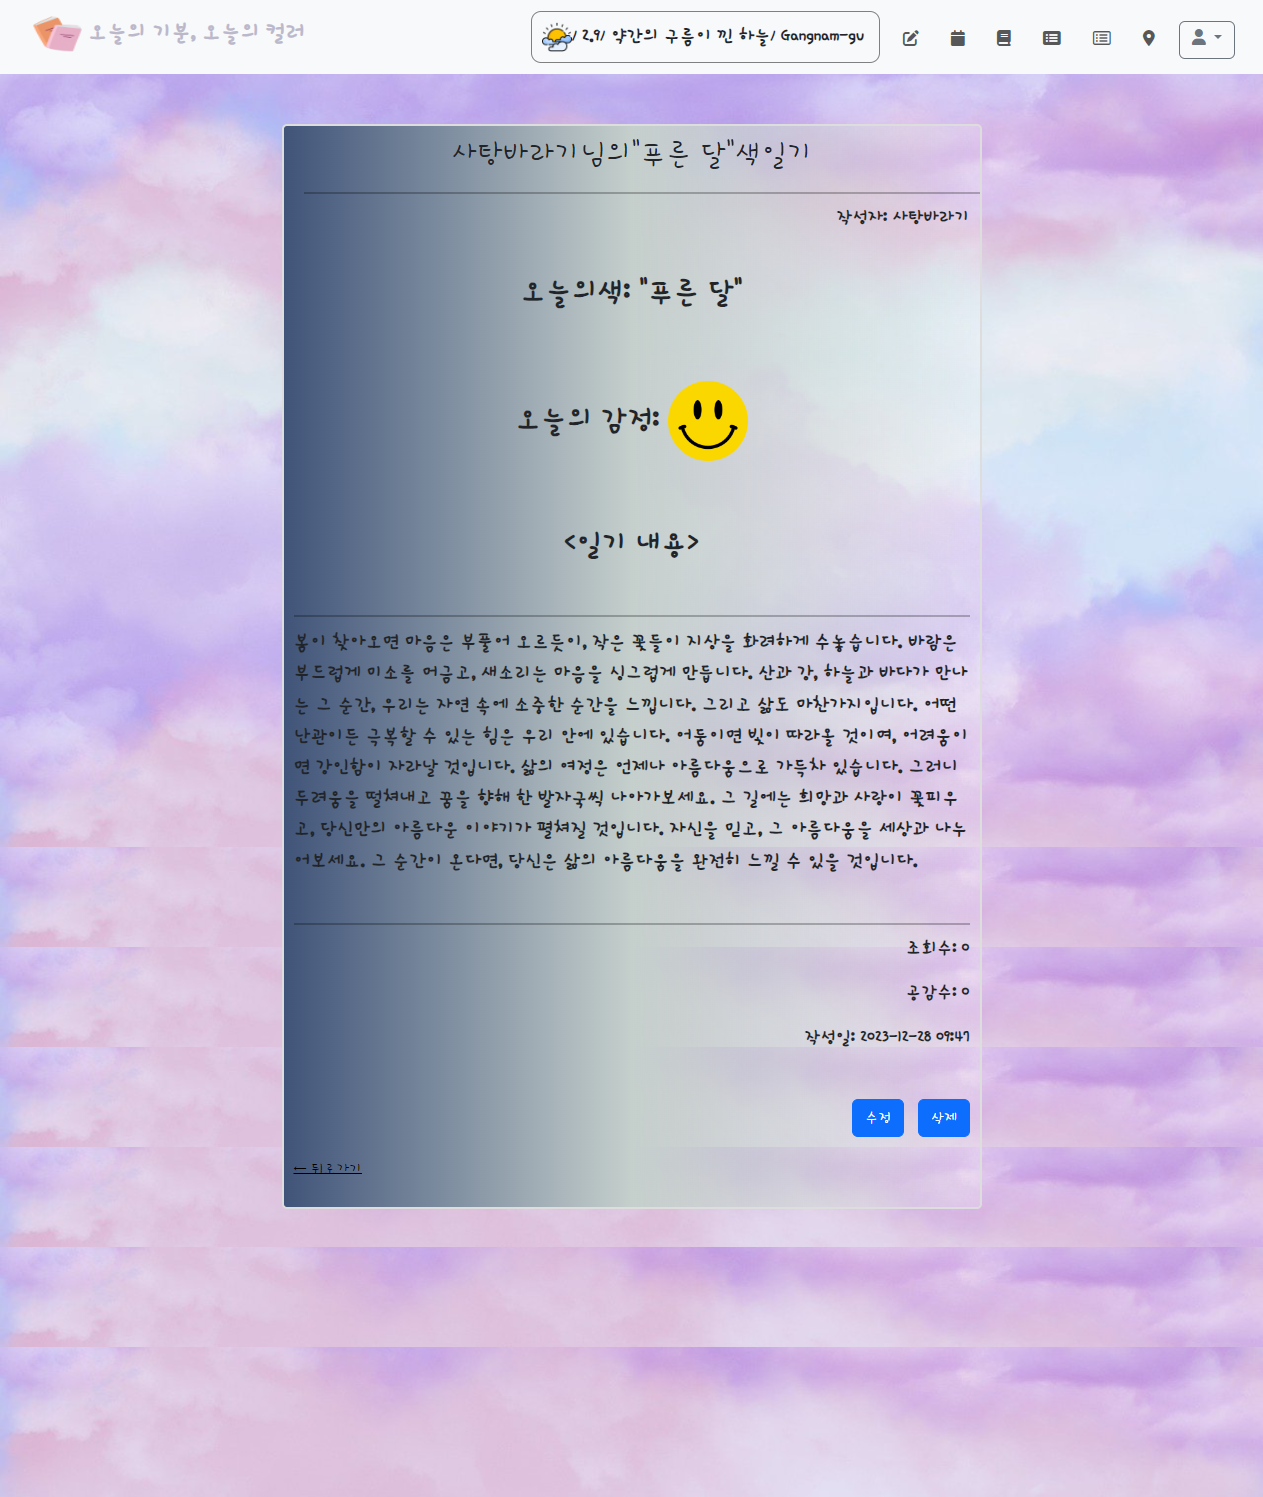 오늘의 기분, 오늘의 컬러
/ 2.9/ 약간의 구름이 낀 하늘/ Gangnam-gu
사탕바라기님의"푸른 달"색일기
작성자: 사탕바라기
오늘의색: "푸른 달"
오늘의 감정:
<일기 내용>
봄이 찾아오면 마음은 부풀어 오르듯이, 작은 꽃들이 지상을 화려하게 수놓습니다. 바람은
부드럽게 미소를 머금고, 새소리는 마음을 싱그럽게 만듭니다. 산과 강, 하늘과 바다가 만나
는 그 순간, 우리는 자연 속에 소중한 순간을 느낍니다. 그리고 삶도 마찬가지입니다. 어떤
난관이든 극복할 수 있는 힘은 우리 안에 있습니다. 어둠이면 빛이 따라올 것이며, 어려움이
면 강인함이 자라날 것입니다. 삶의 여정은 언제나 아름다움으로 가득차 있습니다. 그러니
두려움을 떨쳐내고 꿈을 향해 한 발자국씩 나아가보세요. 그 길에는 희망과 사랑이 꽃피우
고, 당신만의 아름다운 이야기가 펼쳐질 것입니다. 자신을 믿고, 그 아름다움을 세상과 나누
어보세요. 그 순간이 온다면, 당신은 삶의 아름다움을 완전히 느낄 수 있을 것입니다.
조회수: 0
공감수: 0
작성일: 2023-12-28 09:47
수정 삭제
← 뒤로가기